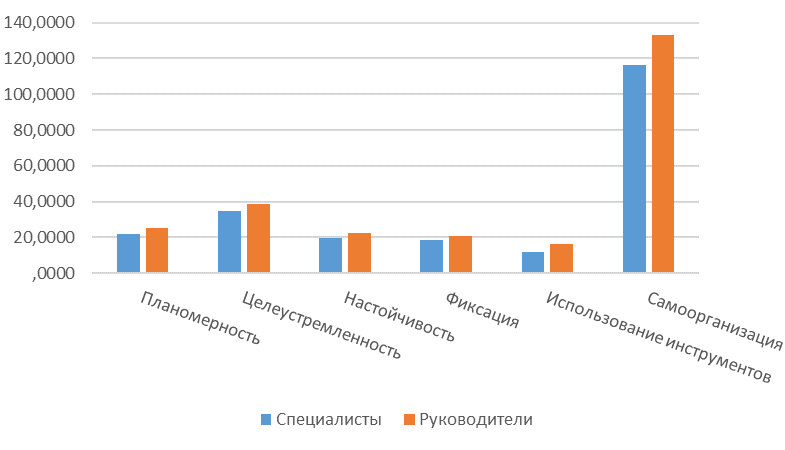 140,0000
120,0000
100,0000
80,0000
60,0000
40,0000
20,0000
,0000
Планомерность
Целеустремленность
Настойчивость
Фиксация
Использование инструментов
Самоорганизация
Специалисты
Руководители